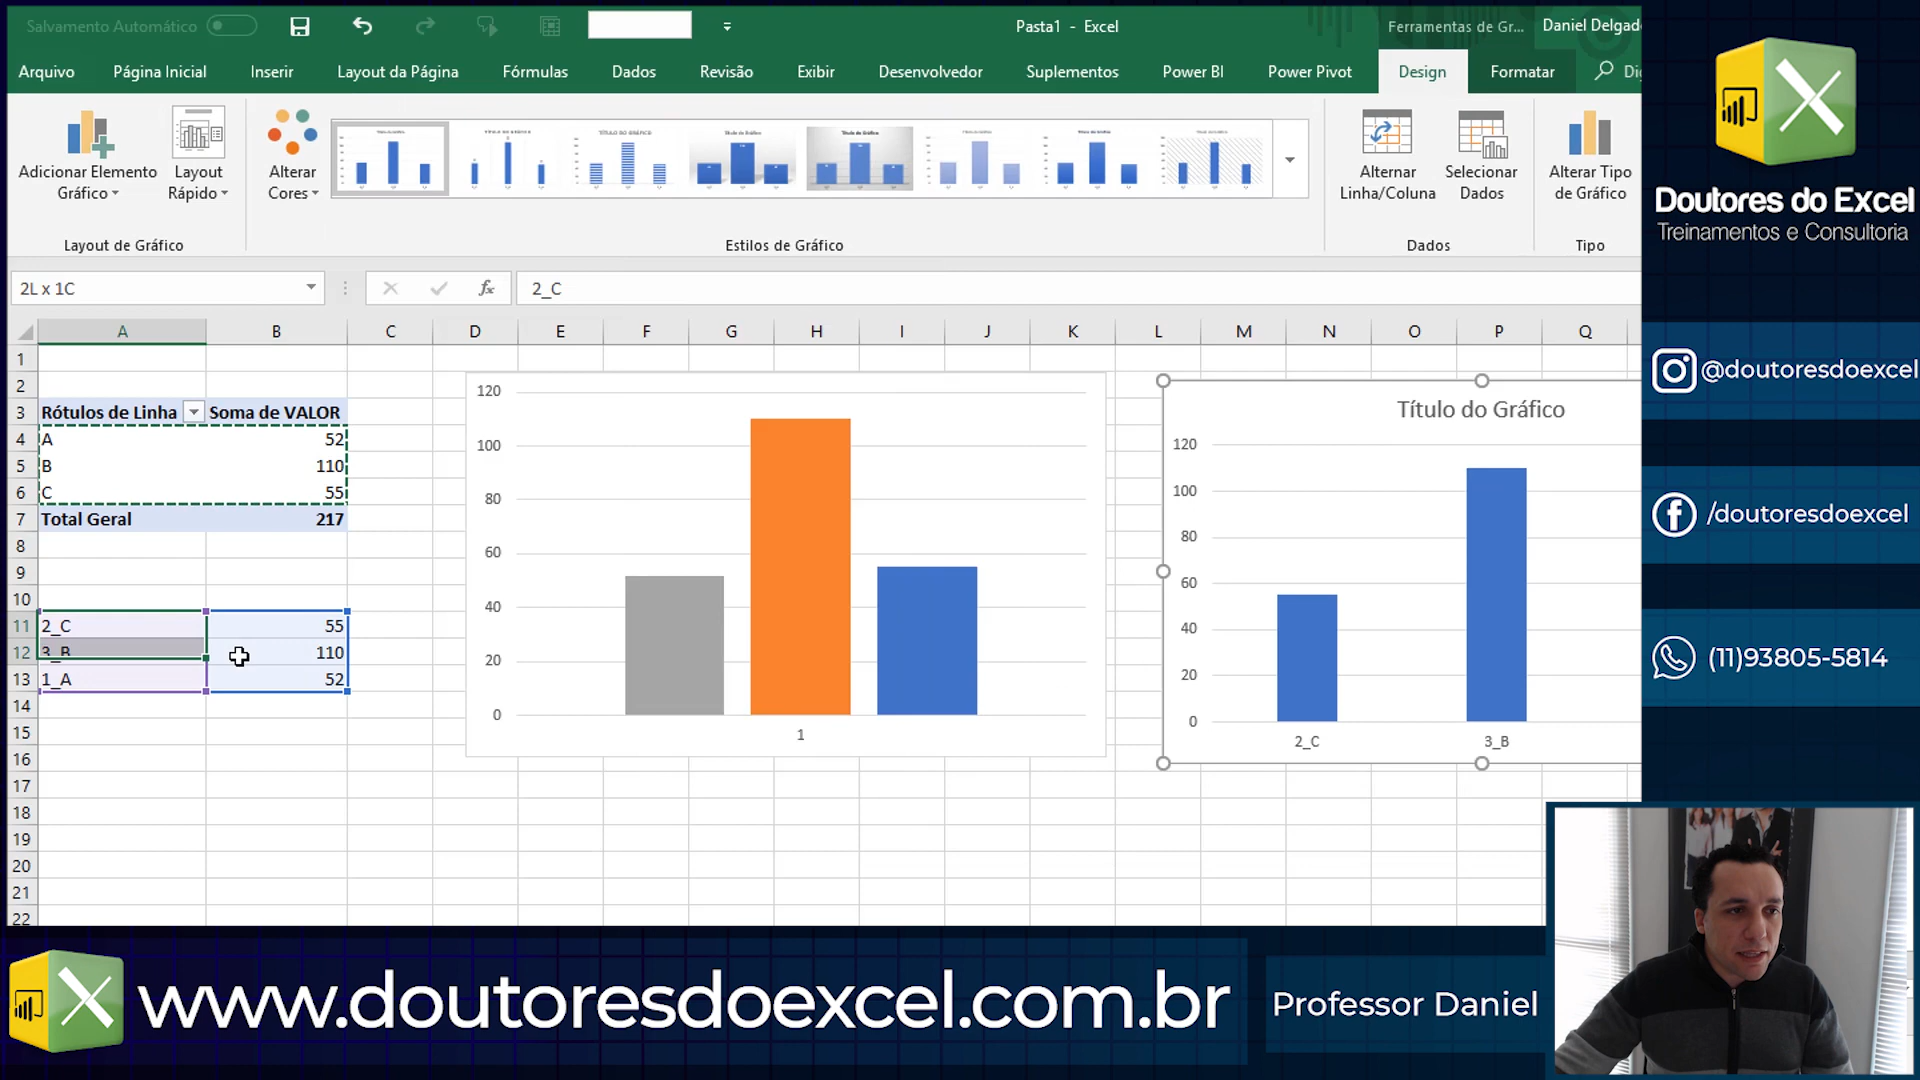 Salvamento Automático
Pasta1 - Excel
Ferramentas de Gr...
Daniel Delgad
Arquivo
Página Inicial
Inserir
Layout da Página
Fórmulas
Dados
Revisão
Exibir
Desenvolvedor
Suplementos
Power BI
Power Pivot
Design
Formatar
Adicionar Elemento
Gráfico
Layout
Rápido
Alterar
Cores
Alternar
Linha/Coluna
Selecionar
Dados
Alterar Tipo
de Gráfico
Layout de Gráfico
Estilos de Gráfico
Dados
Tipo
2L x 1C
fx
2_C
A B C D E F G H I J K L M N O P Q
1
2
3 Rótulos de Linha Soma de VALOR
4 A 52
5 B 110
6 C 55
7 Total Geral 217
8
9
10
11 2_C 55
12 3_B 110
13 1_A 52
14
15
16
17
18
19
20
21
22
120
100
80
60
40
20
0
1
Título do Gráfico
120
100
80
60
40
20
0
2_C 3_B
Doutores do Excel
Treinamentos e Consultoria
@doutoresdoexcel
/doutoresdoexcel
(11)93805-5814
www.doutoresdoexcel.com.br
Professor Daniel